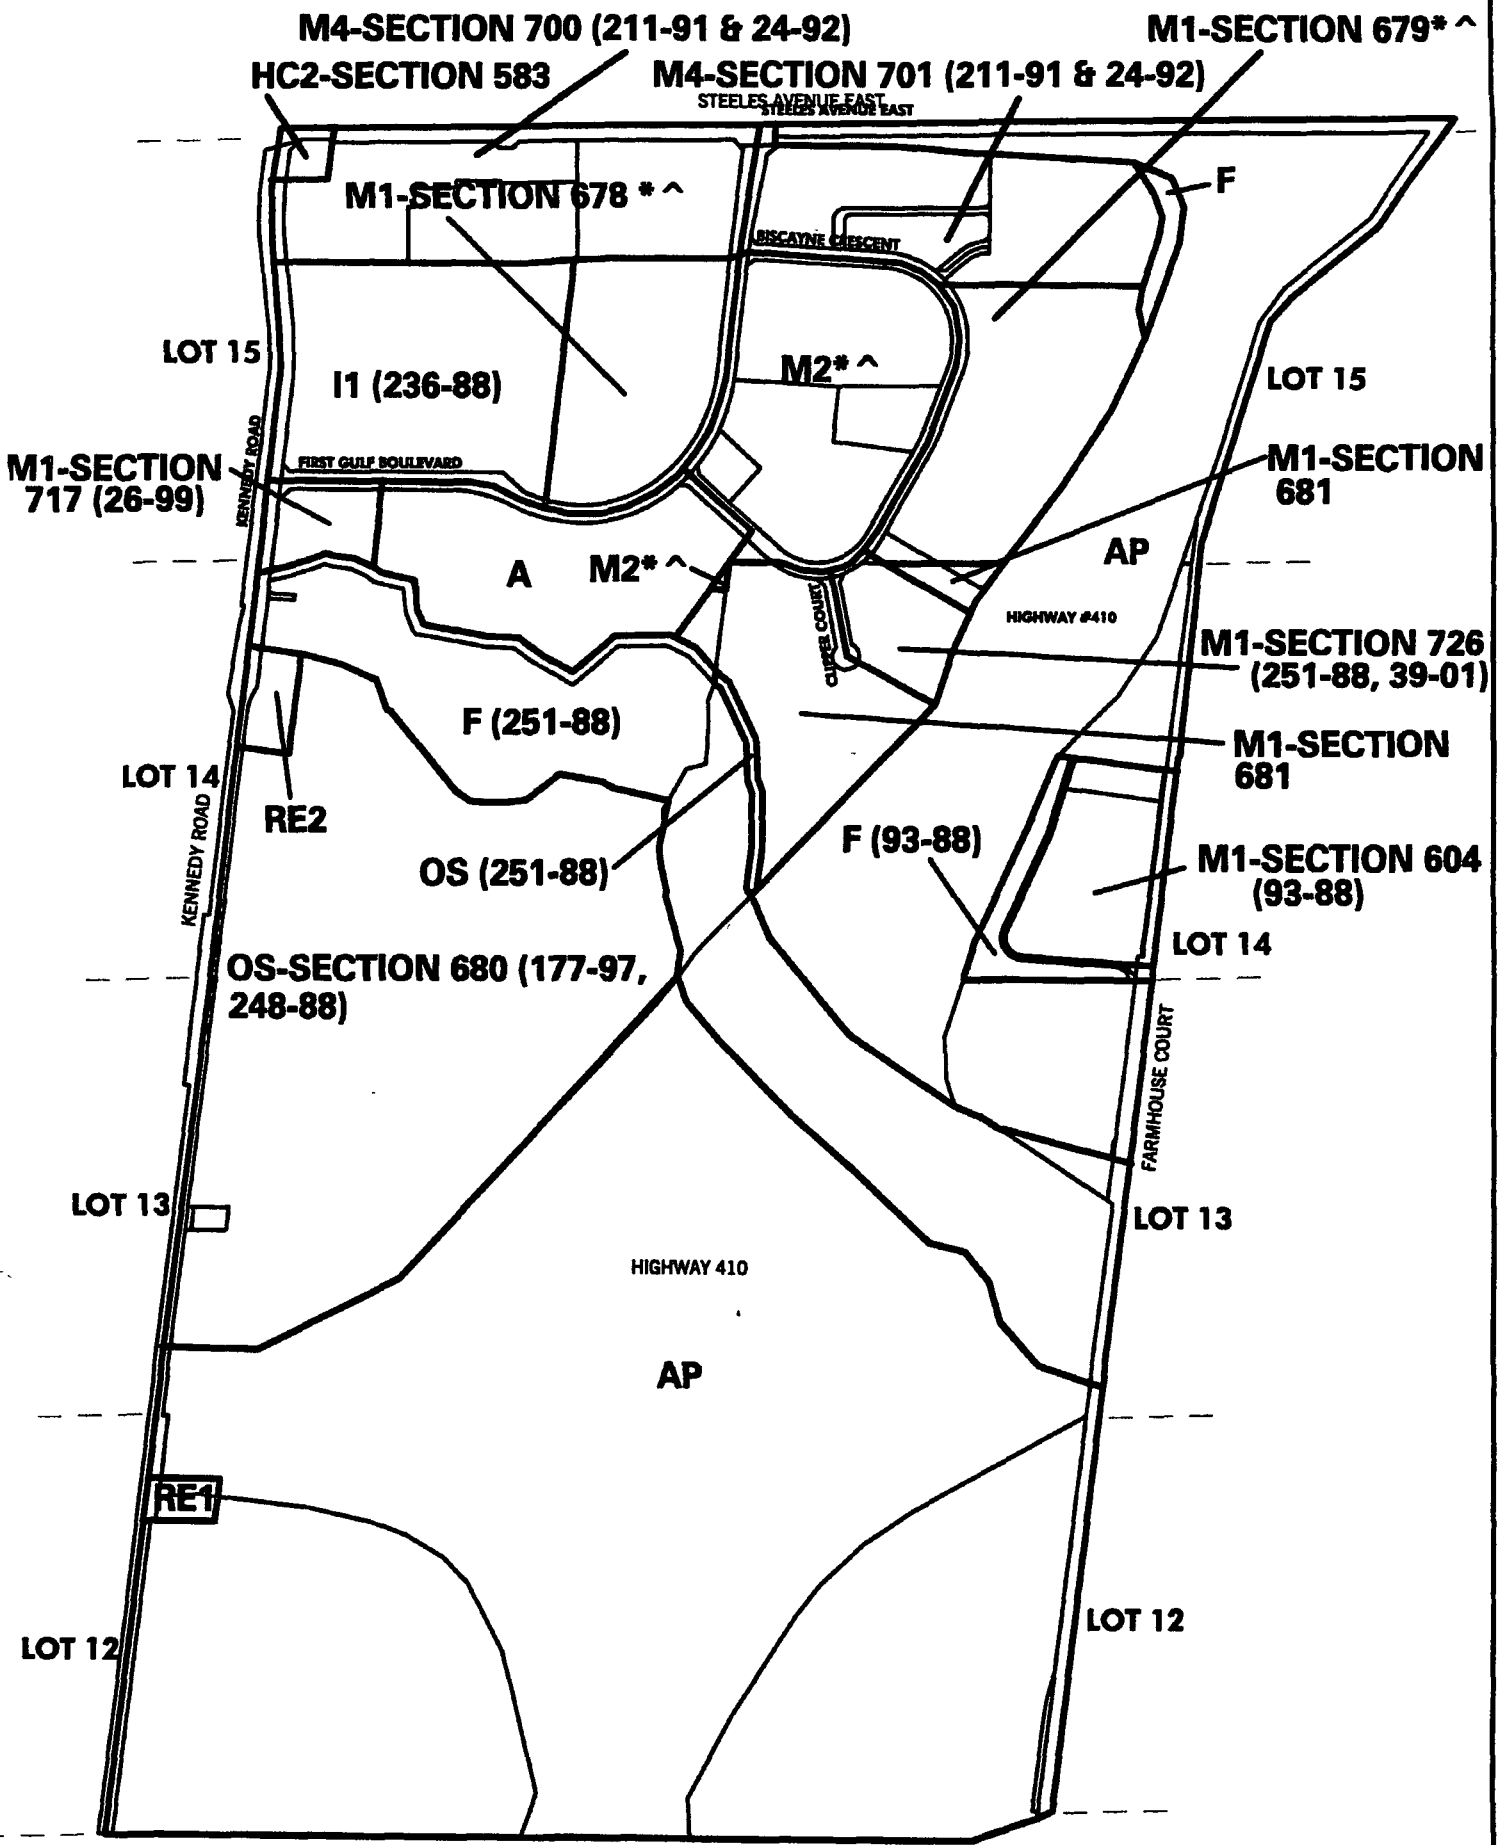 M4-SECTION 700 (211-91 & 24-92)
M1-SECTION 679* ^
HC2-SECTION 583
M4-SECTION 701 (211-91 & 24-92)
STEELES AVENUE EAST
STEELES AVENUE EAST
F
M1-SECTION 678 * ^
BISCAYNE CRESCENT
LOT 15
I1 (236-88)
M2* ^
LOT 15
KENNEDY ROAD
FIRST GULF BOULEVARD
M1-SECTION
717 (26-99)
M1-SECTION
681
AP
A
M2* ^
CLIPPER COURT
HIGHWAY #410
M1-SECTION 726
(251-88, 39-01)
F (251-88)
M1-SECTION
681
LOT 14
RE2
KENNEDY ROAD
OS (251-88)
F (93-88)
M1-SECTION 604
(93-88)
LOT 14
OS-SECTION 680 (177-97,
248-88)
FARMHOUSE COURT
LOT 13
LOT 13
HIGHWAY 410
AP
RE1
LOT 12
LOT 12